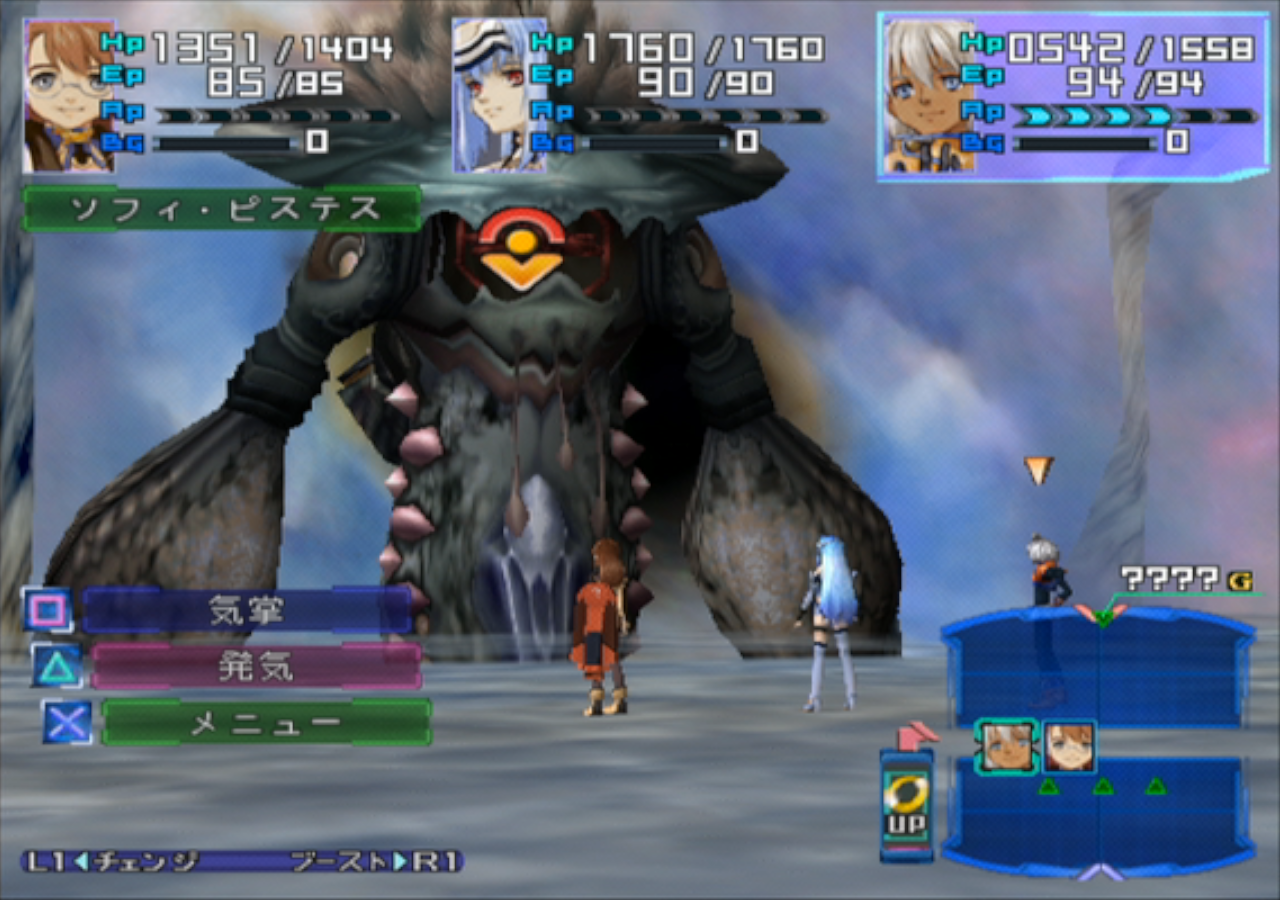 Hp 1351/1404
Ep 85/85
Ap
BG 0
Hp 1760/1760
Ep 90/90
Ap
BG 0
Hp 0542/1558
Ep 94/94
Ap
BG 0
ソフィ・ピステス
気掌
発気
メニュー
????G
UP
L1 チェンジ ブースト R1